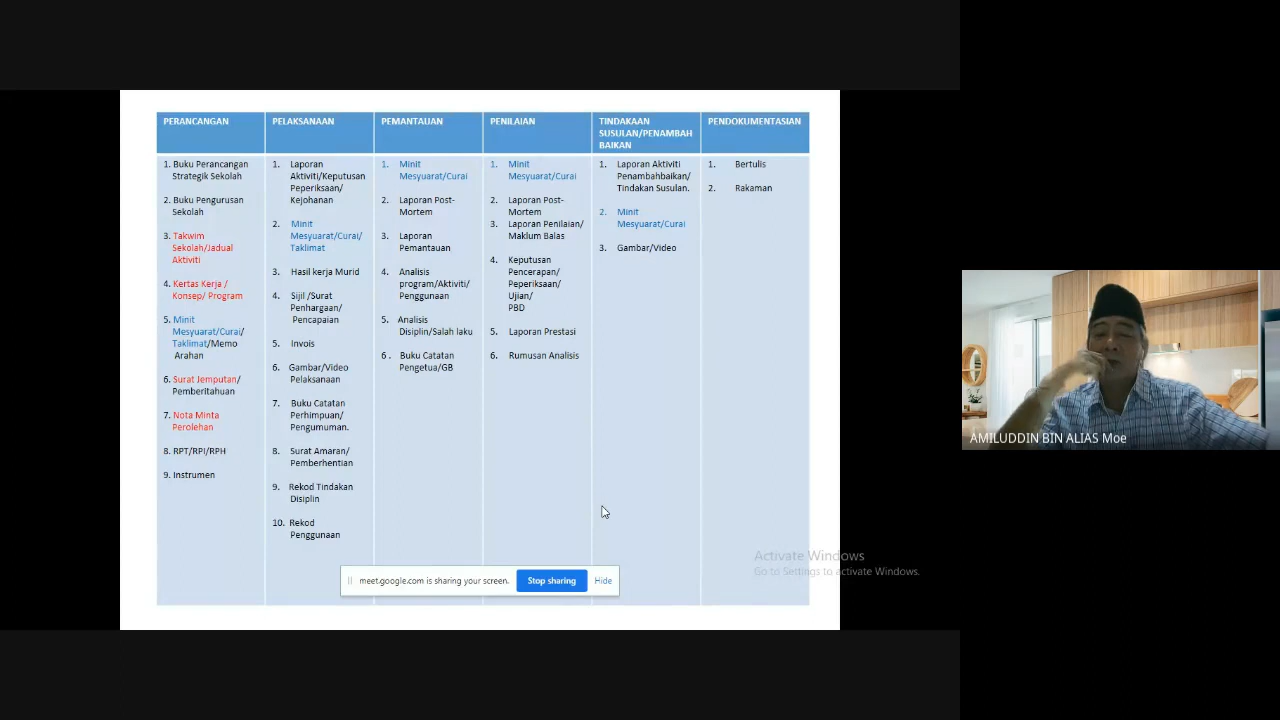 PERANCANGAN
PELAKSANAAN
PEMANTAUAN
PENILAIAN
TINDAKAAN
SUSULAN/PENAMBAH
BAIKAN
PENDOKUMENTASIAN
1. Buku Perancangan
Strategik Sekolah
2. Buku Pengurusan
Sekolah
3. Takwim
Sekolah/Jadual
Aktiviti
4. Kertas Kerja /
Konsep/ Program
5. Minit
Mesyuarat/Curai/
Taklimat/Memo
Arahan
6. Surat Jemputan/
Pemberitahuan
7. Nota Minta
Perolehan
8. RPT/RPI/RPH
9. Instrumen
1. Laporan
Aktiviti/Keputusan
Peperiksaan/
Kejohanan
2. Minit
Mesyuarat/Curai/
Taklimat
3. Hasil kerja Murid
4. Sijil /Surat
Penhargaan/
Pencapaian
5. Invois
6. Gambar/Video
Pelaksanaan
7. Buku Catatan
Perhimpuan/
Pengumuman.
8. Surat Amaran/
Pemberhentian
9. Rekod Tindakan
Disiplin
10. Rekod
Penggunaan
1. Minit
Mesyuarat/Curai
2. Laporan Post-
Mortem
3. Laporan
Pemantauan
4. Analisis
program/Aktiviti/
Penggunaan
5. Analisis
Disiplin/Salah laku
6 . Buku Catatan
Pengetua/GB
1. Minit
Mesyuarat/Curai
2. Laporan Post-
Mortem
3. Laporan Penilaian/
Maklum Balas
4. Keputusan
Pencerapan/
Peperiksaan/
Ujian/
PBD
5. Laporan Prestasi
6. Rumusan Analisis
1. Laporan Aktiviti
Penambahbaikan/
Tindakan Susulan.
2. Minit
Mesyuarat/Curai
3. Gambar/Video
1. Bertulis
2. Rakaman
meet.google.com is sharing your screen.
Stop sharing
Hide
Activate Windows
Go to Settings to activate Windows.
AMILUDDIN BIN ALIAS Moe